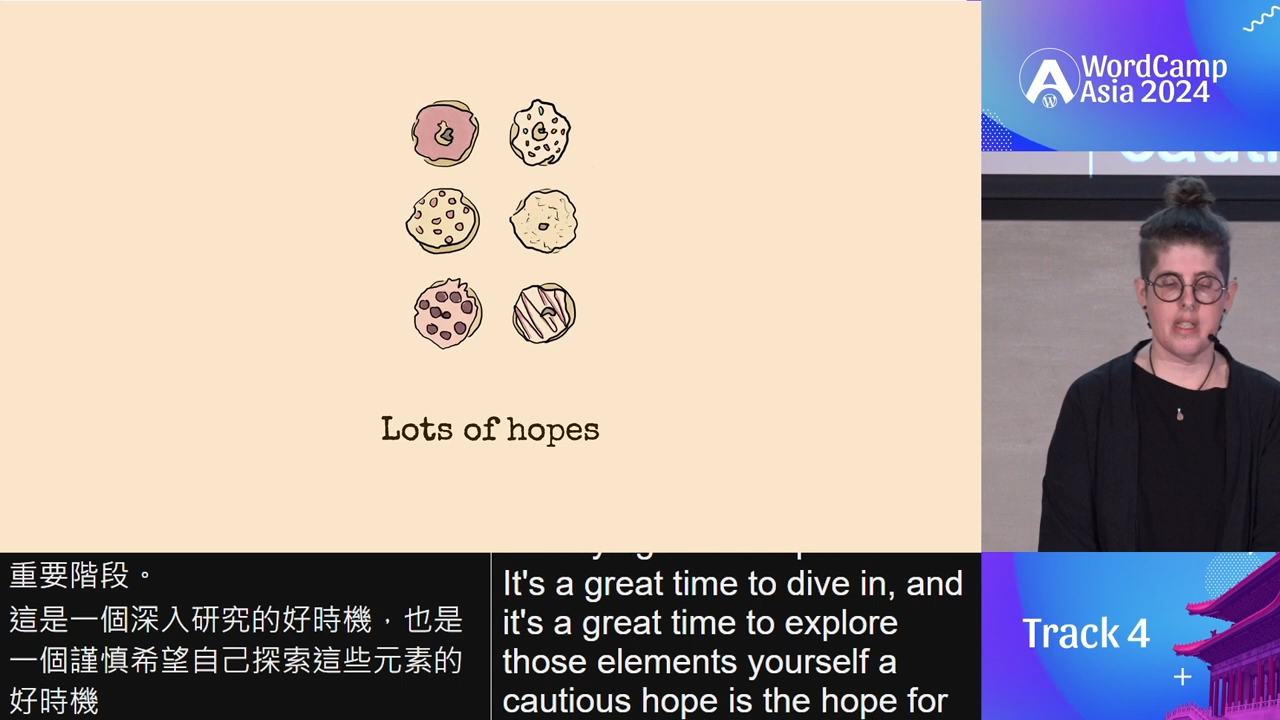 Lots of hopes
WordCamp
Asia 2024
重要階段。
這是一個深入研究的好時機，也是
一個謹慎希望自己探索這些元素的
好時機
It's a great time to dive in, and
it's a great time to explore
those elements yourself a
cautious hope is the hope for
Track 4